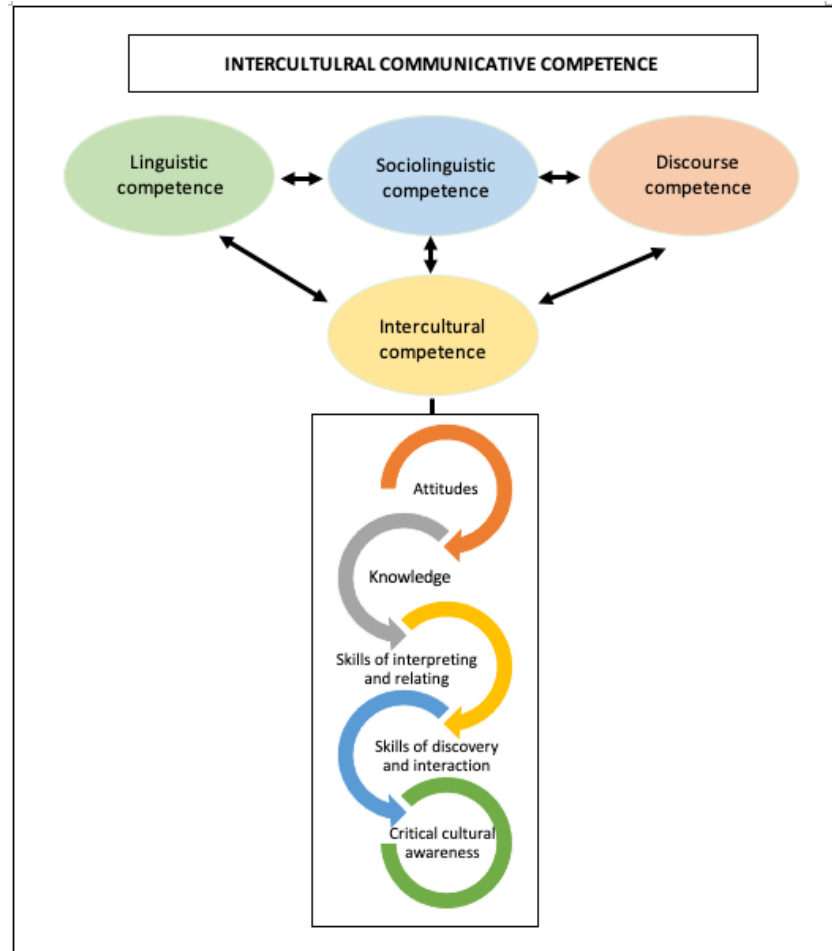 INTERCULTULRAL COMMUNICATIVE COMPETENCE
Linguistic
competence
Sociolinguistic
competence
Discourse
competence
Intercultural
competence
Attitudes
Knowledge
Skills of interpreting
and relating
Skills of discovery
and interaction
Critical cultural
awareness